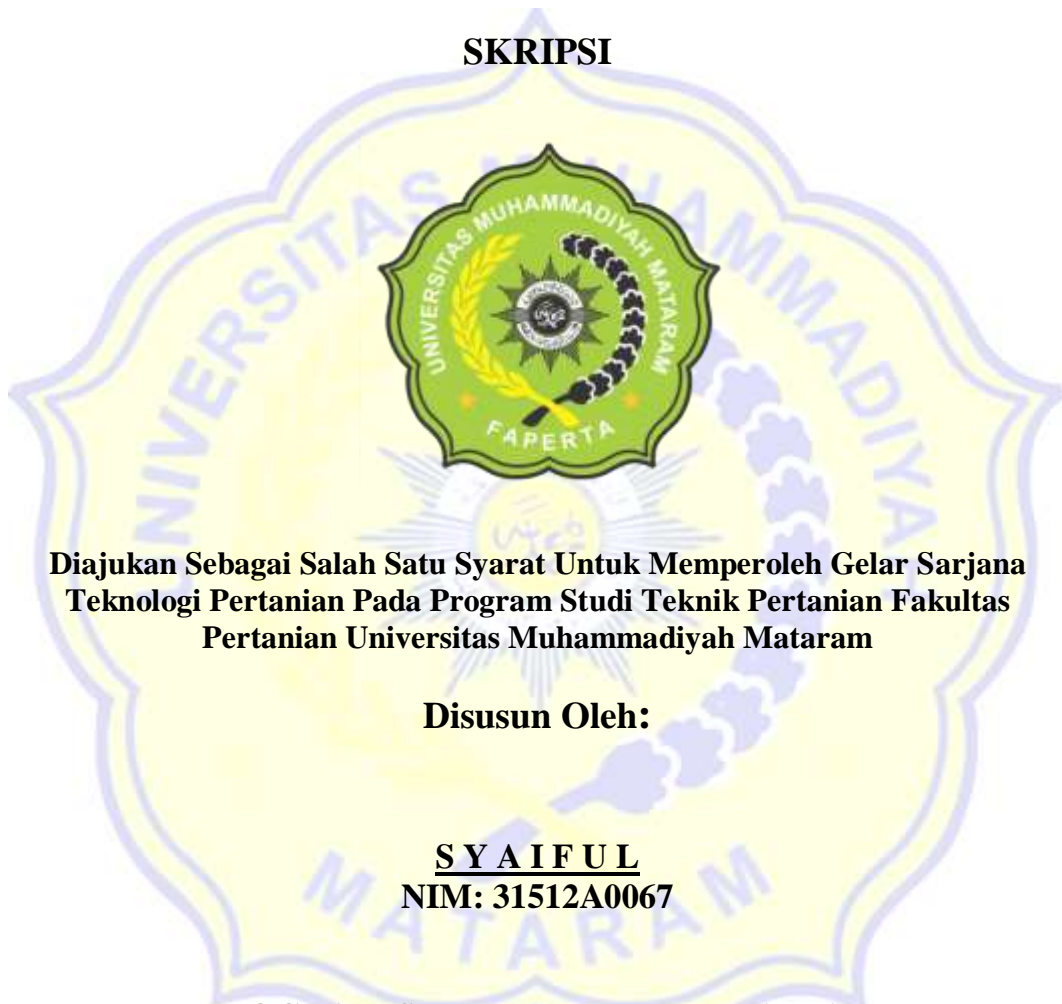 SKRIPSI
UNIVERSITAS MUHAMMADIYAH MATARAM
FAPERTA
Diajukan Sebagai Salah Satu Syarat Untuk Memperoleh Gelar Sarjana
Teknologi Pertanian Pada Program Studi Teknik Pertanian Fakultas
Pertanian Universitas Muhammadiyah Mataram
Disusun Oleh:
S Y A I F U L
NIM: 31512A0067